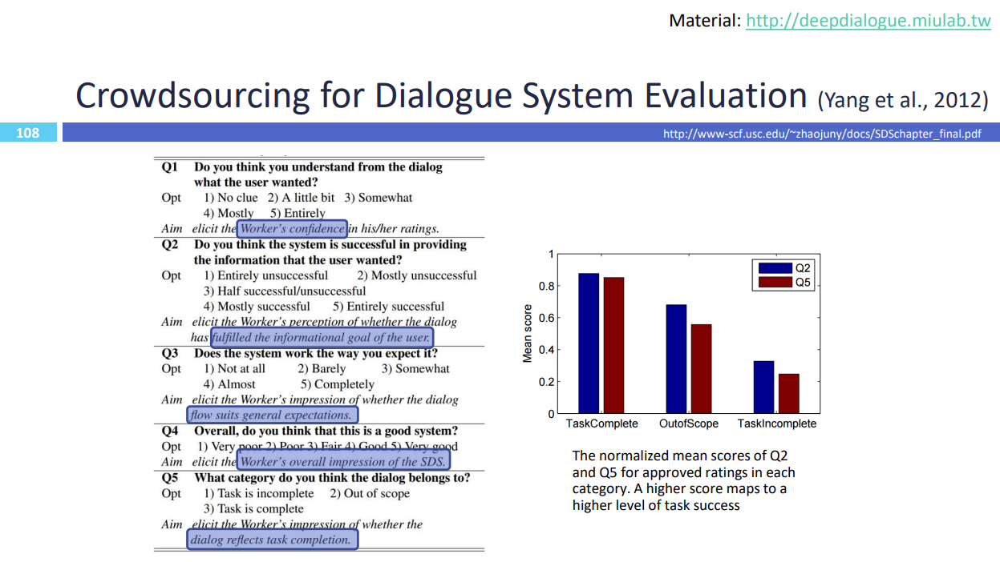 Material: http://deepdialogue.miulab.tw
Crowdsourcing for Dialogue System Evaluation (Yang et al., 2012)
108
http://www-scf.usc.edu/~zhaojuny/docs/SDSchapter_final.pdf
Q1 Do you think you understand from the dialog
what the user wanted?
Opt 1) No clue 2) A little bit 3) Somewhat
4) Mostly 5) Entirely
Aim elicit the Worker's confidence in his/her ratings.
Q2 Do you think the system is successful in providing
the information that the user wanted?
Opt 1) Entirely unsuccessful 2) Mostly unsuccessful
3) Half successful/unsuccessful
4) Mostly successful 5) Entirely successful
Aim elicit the Worker's perception of whether the dialog
has fulfilled the informational goal of the user.
Q3 Does the system work the way you expect it?
Opt 1) Not at all 2) Barely 3) Somewhat
4) Almost 5) Completely
Aim elicit the Worker's impression of whether the dialog
flow suits general expectations.
Q4 Overall, do you think that this is a good system?
Opt 1) Very poor 2) Poor 3) Fair 4) Good 5) Very good
Aim elicit the Worker's overall impression of the SDS.
Q5 What category do you think the dialog belongs to?
Opt 1) Task is incomplete 2) Out of scope
3) Task is complete
Aim elicit the Worker's impression of whether the
dialog reflects task completion.
1
0.8
0.6
0.4
0.2
0
Mean score
Q2
Q5
TaskComplete OutofScope TaskIncomplete
The normalized mean scores of Q2
and Q5 for approved ratings in each
category. A higher score maps to a
higher level of task success